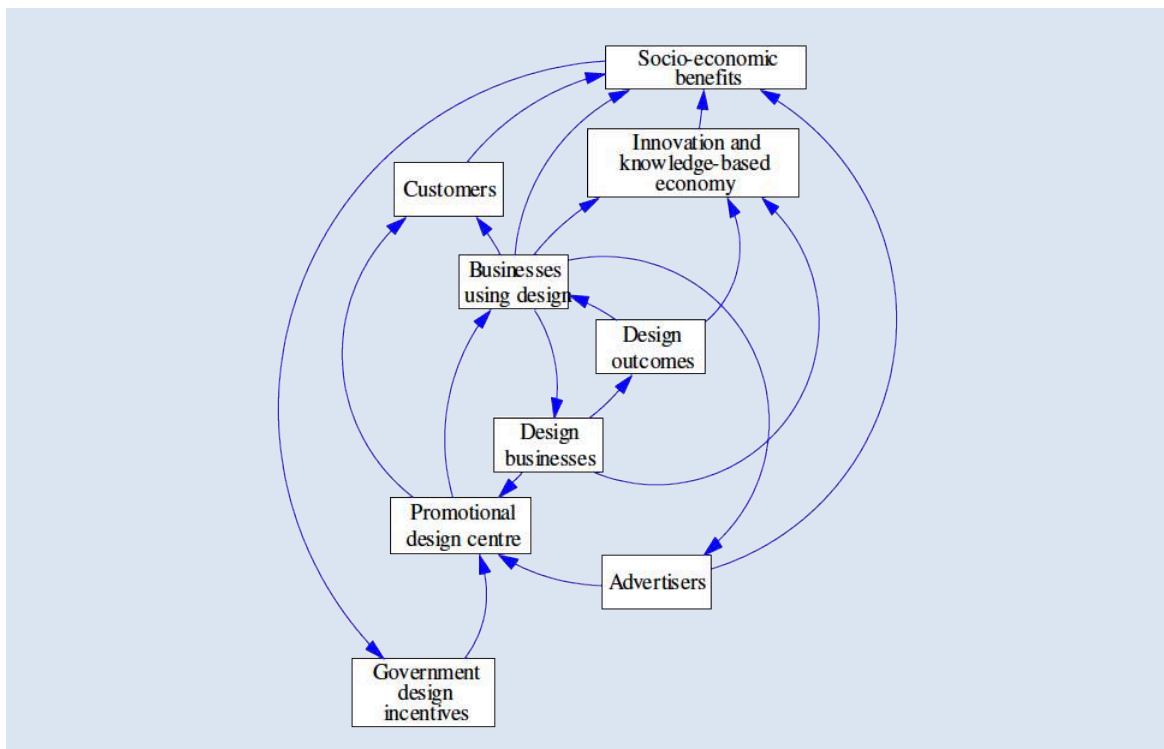 Socio-economic
benefits
Innovation and
knowledge-based
economy
Customers
Businesses
using design
Design
outcomes
Design
businesses
Promotional
design centre
Advertisers
Government
design
incentives